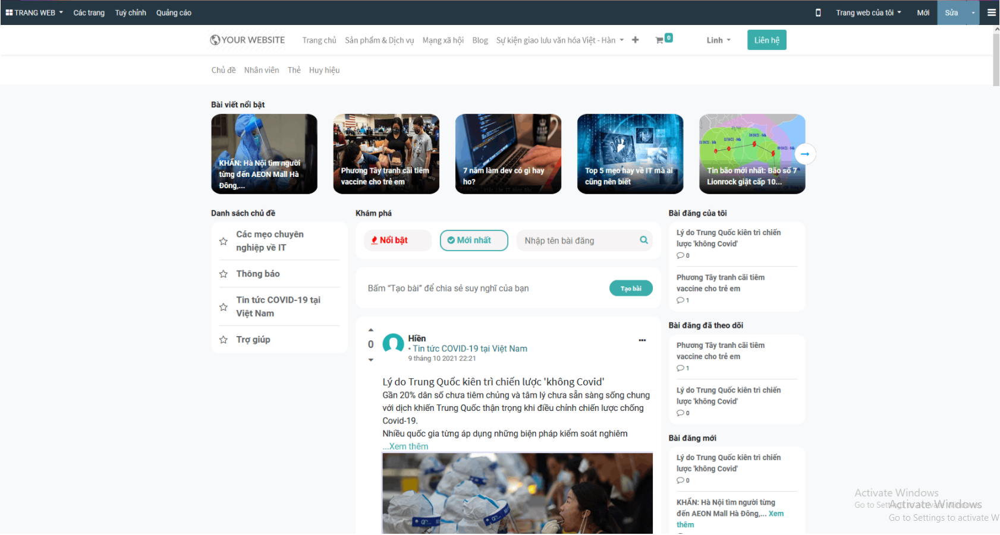 TRANG WEB Các trang Tuỳ chỉnh Quảng cáo Trang web của tôi Mới Sửa
YOUR WEBSITE Trang chủ Sản phẩm & Dịch vụ Mạng xã hội Blog Sự kiện giao lưu văn hóa Việt - Hàn 0 Linh Liên hệ
Chủ đề Nhân viên Thẻ Huy hiệu
Bài viết nổi bật
KHẨN: Hà Nội tìm người
từng đến AEON Mall Hà
Đông,...
Phương Tây tranh cãi tiêm
vaccine cho trẻ em
7 năm làm dev có gì hay
ho?
Top 5 mẹo hay về IT mà ai
cũng nên biết
Tin bão mới nhất: Bão số 7
Lionrock giật cấp 10...
Danh sách chủ đề
Các mẹo chuyên
nghiệp về IT
Thông báo
Tin tức COVID-19 tại
Việt Nam
Trợ giúp
Khám phá
Nổi bật Mới nhất Nhập tên bài đăng
Bấm “Tạo bài” để chia sẻ suy nghĩ của bạn Tạo bài
0
Hiền
• Tin tức COVID-19 tại Việt Nam
9 tháng 10 2021 22:21
Lý do Trung Quốc kiên trì chiến lược 'không Covid'
Gần 20% dân số chưa tiêm chủng và tâm lý chưa sẵn sàng sống chung
với dịch khiến Trung Quốc thận trọng khi điều chỉnh chiến lược chống
Covid-19.
Nhiều quốc gia từng áp dụng những biện pháp kiểm soát nghiêm
...Xem thêm
Bài đăng của tôi
Lý do Trung Quốc kiên trì chiến
lược 'không Covid'
0
Phương Tây tranh cãi tiêm
vaccine cho trẻ em
1
Bài đăng đã theo dõi
Phương Tây tranh cãi tiêm
vaccine cho trẻ em
1
Lý do Trung Quốc kiên trì chiến
lược 'không Covid'
0
Bài đăng mới
Lý do Trung Quốc kiên trì chiến
lược 'không Covid'
0
KHẨN: Hà Nội tìm người từng
đến AEON Mall Hà Đông,... Xem
thêm
Activate Windows
Activate Windows
Go to Settings to activate W